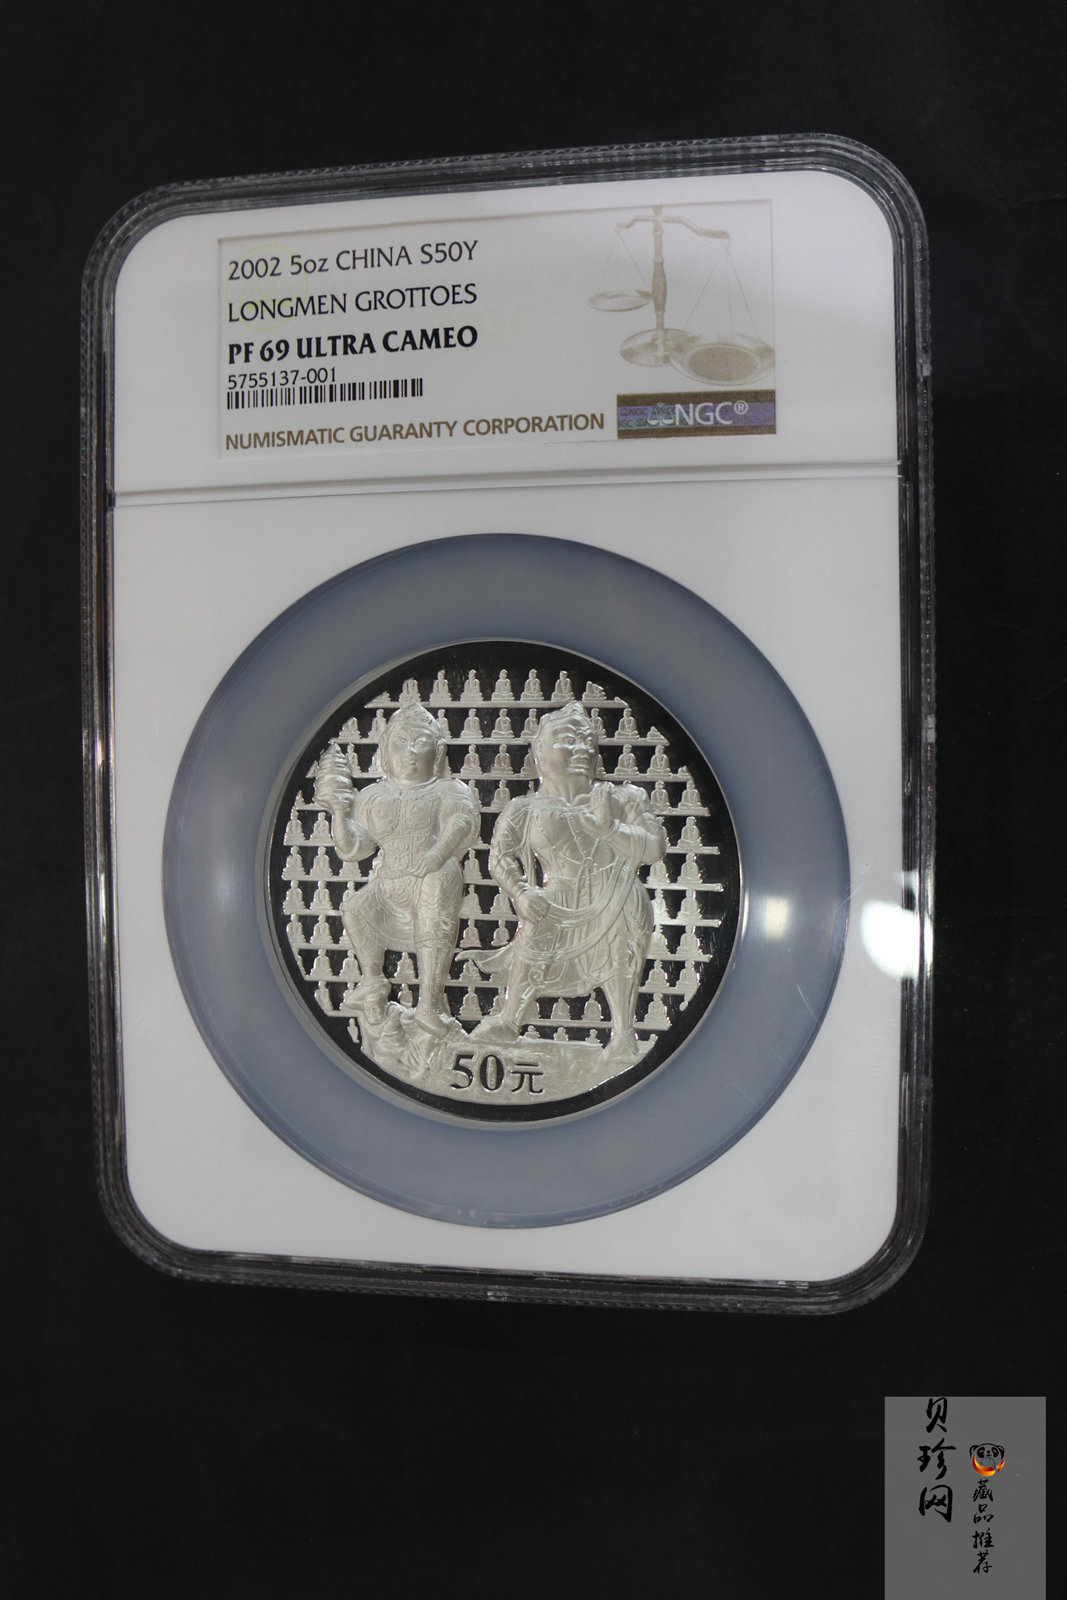 2002 5oz CHINA S50Y
LONGMEN GROTTOES
PF 69 ULTRA CAMEO
5755137-001
NUMISMATIC GUARANTY CORPORATION
NGC®
50元
贝珍网
藏品推荐